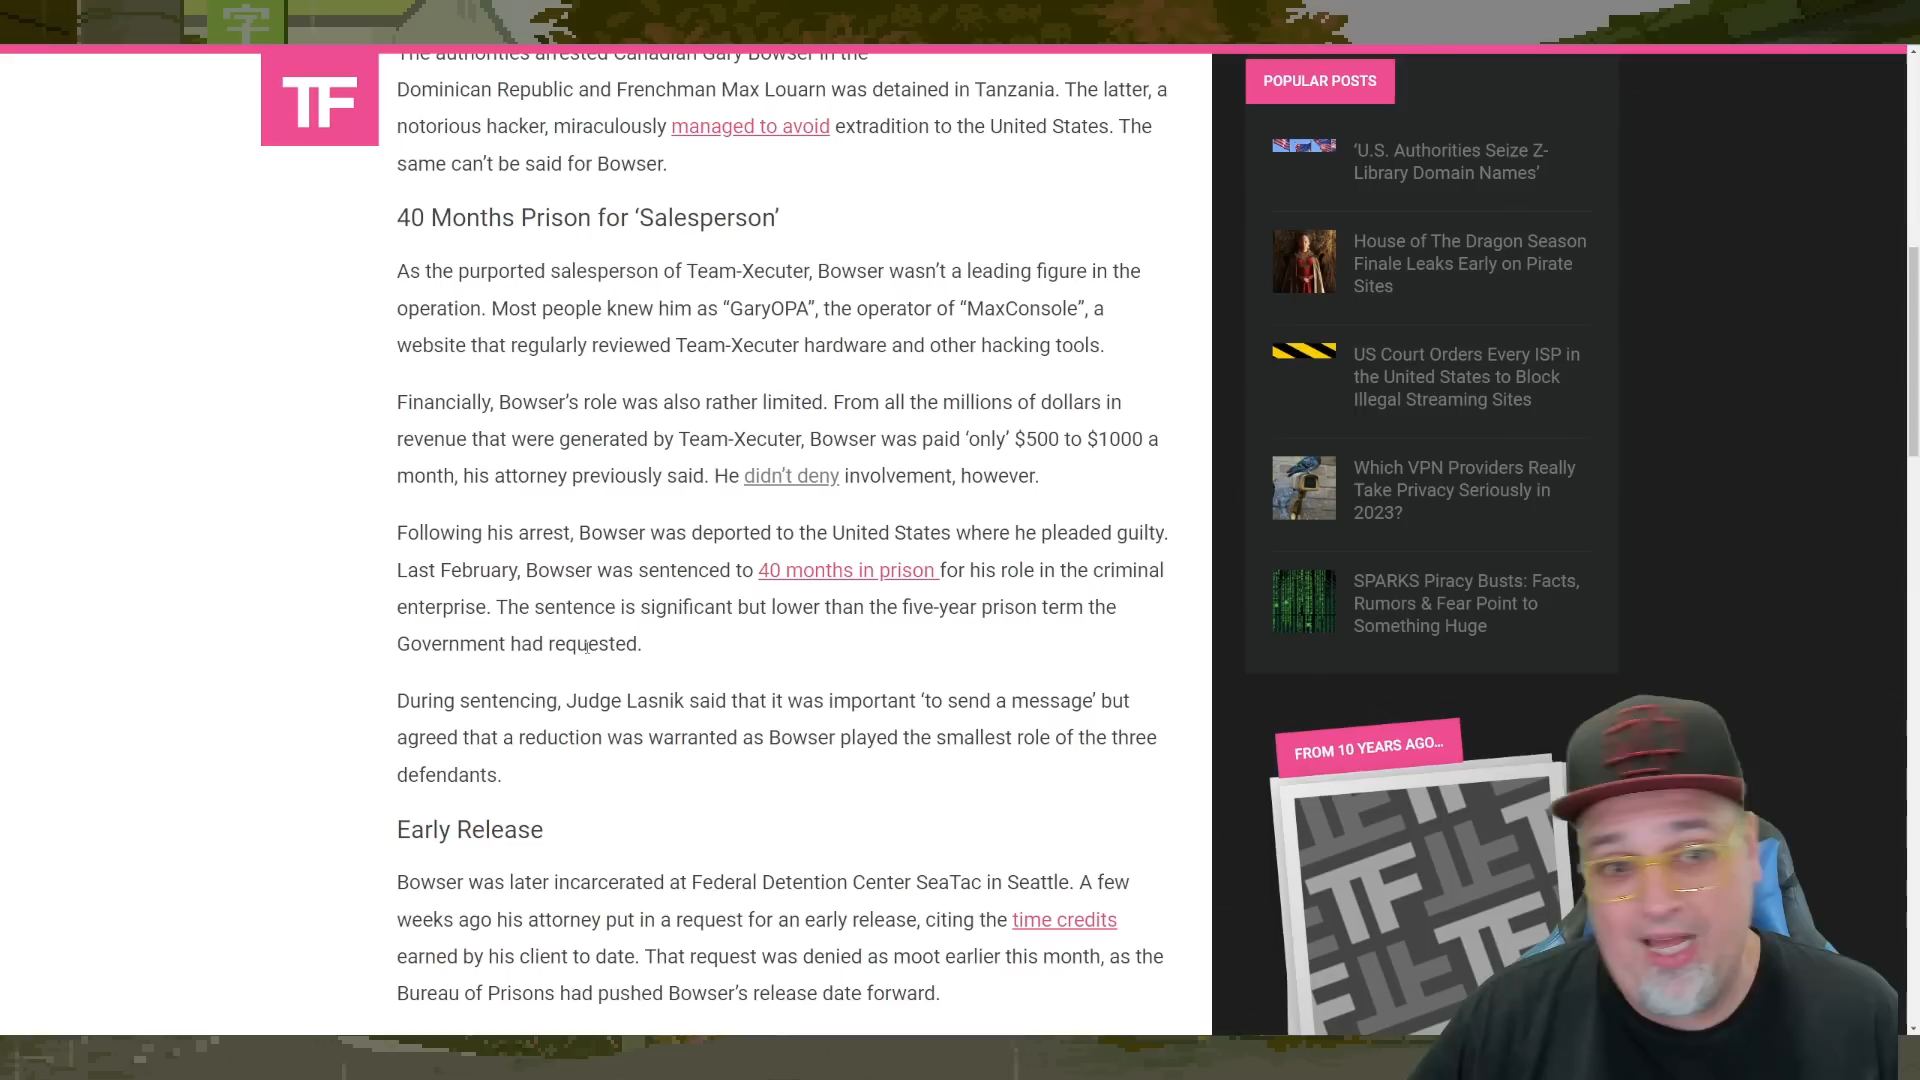 字
TF
The authorities arrested Canadian Gary Bowser in the
Dominican Republic and Frenchman Max Louarn was detained in Tanzania. The latter, a
notorious hacker, miraculously managed to avoid extradition to the United States. The
same can’t be said for Bowser.
40 Months Prison for ‘Salesperson’
As the purported salesperson of Team-Xecuter, Bowser wasn’t a leading figure in the
operation. Most people knew him as “GaryOPA”, the operator of “MaxConsole”, a
website that regularly reviewed Team-Xecuter hardware and other hacking tools.
Financially, Bowser’s role was also rather limited. From all the millions of dollars in
revenue that were generated by Team-Xecuter, Bowser was paid ‘only’ $500 to $1000 a
month, his attorney previously said. He didn’t deny involvement, however.
Following his arrest, Bowser was deported to the United States where he pleaded guilty.
Last February, Bowser was sentenced to 40 months in prison for his role in the criminal
enterprise. The sentence is significant but lower than the five-year prison term the
Government had requested.
During sentencing, Judge Lasnik said that it was important ‘to send a message’ but
agreed that a reduction was warranted as Bowser played the smallest role of the three
defendants.
Early Release
Bowser was later incarcerated at Federal Detention Center SeaTac in Seattle. A few
weeks ago his attorney put in a request for an early release, citing the time credits
earned by his client to date. That request was denied as moot earlier this month, as the
Bureau of Prisons had pushed Bowser’s release date forward.
POPULAR POSTS
‘U.S. Authorities Seize Z-
Library Domain Names’
House of The Dragon Season
Finale Leaks Early on Pirate
Sites
US Court Orders Every ISP in
the United States to Block
Illegal Streaming Sites
Which VPN Providers Really
Take Privacy Seriously in
2023?
SPARKS Piracy Busts: Facts,
Rumors & Fear Point to
Something Huge
FROM 10 YEARS AGO…
TF
TF